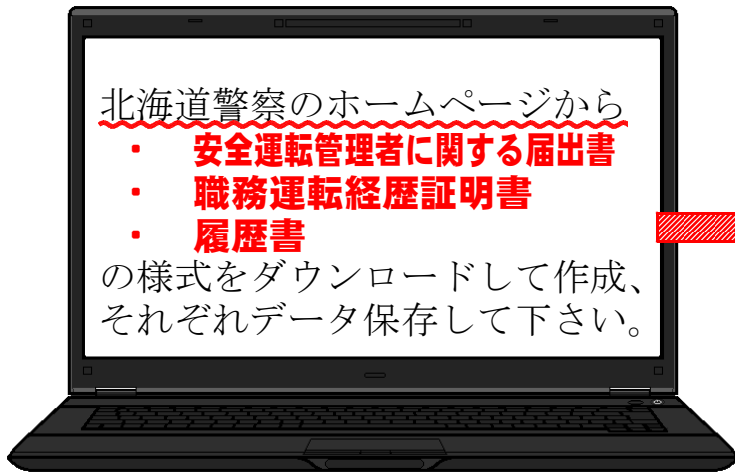 北海道警察のホームページから
・ 安全運転管理者に関する届出書
・ 職務運転経歴証明書
・ 履歴書
の様式をダウンロードして作成、
それぞれデータ保存して下さい。